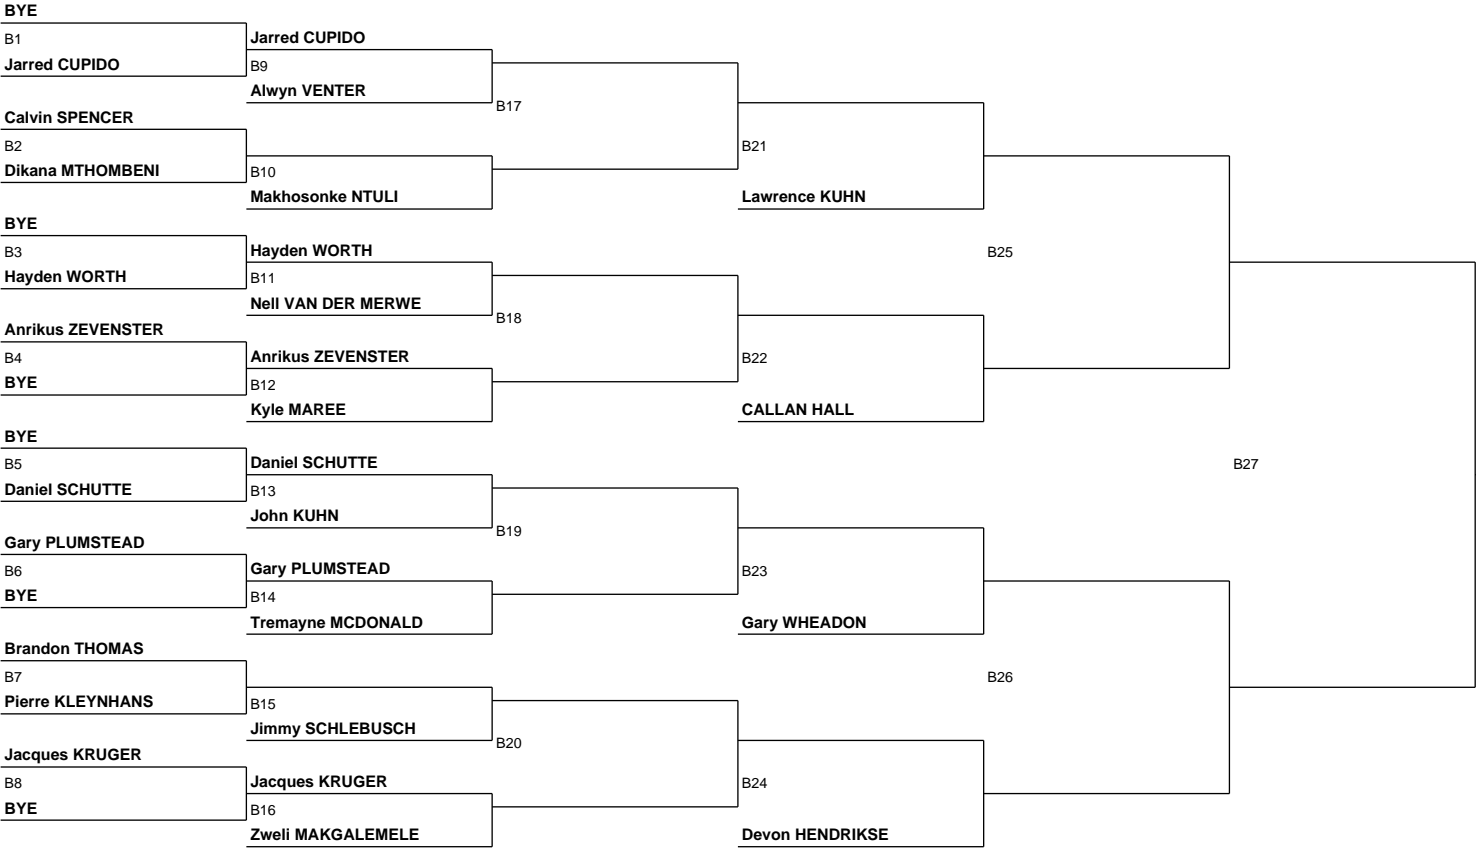 BYE
B1
Jarred CUPIDO
Calvin SPENCER
B2
Dikana MTHOMBENI
BYE
B3
Hayden WORTH
Anrikus ZEVENSTER
B4
BYE
BYE
B5
Daniel SCHUTTE
Gary PLUMSTEAD
B6
BYE
Brandon THOMAS
B7
Pierre KLEYNHANS
Jacques KRUGER
B8
BYE
Jarred CUPIDO
B9
Alwyn VENTER
B10
Makhosonke NTULI
Hayden WORTH
B11
Nell VAN DER MERWE
Anrikus ZEVENSTER
B12
Kyle MAREE
Daniel SCHUTTE
B13
John KUHN
Gary PLUMSTEAD
B14
Tremayne MCDONALD
B15
Jimmy SCHLEBUSCH
Jacques KRUGER
B16
Zweli MAKGALEMELE
B17
B18
B19
B20
B21
Lawrence KUHN
B22
CALLAN HALL
B23
Gary WHEADON
B24
Devon HENDRIKSE
B25
B26
B27